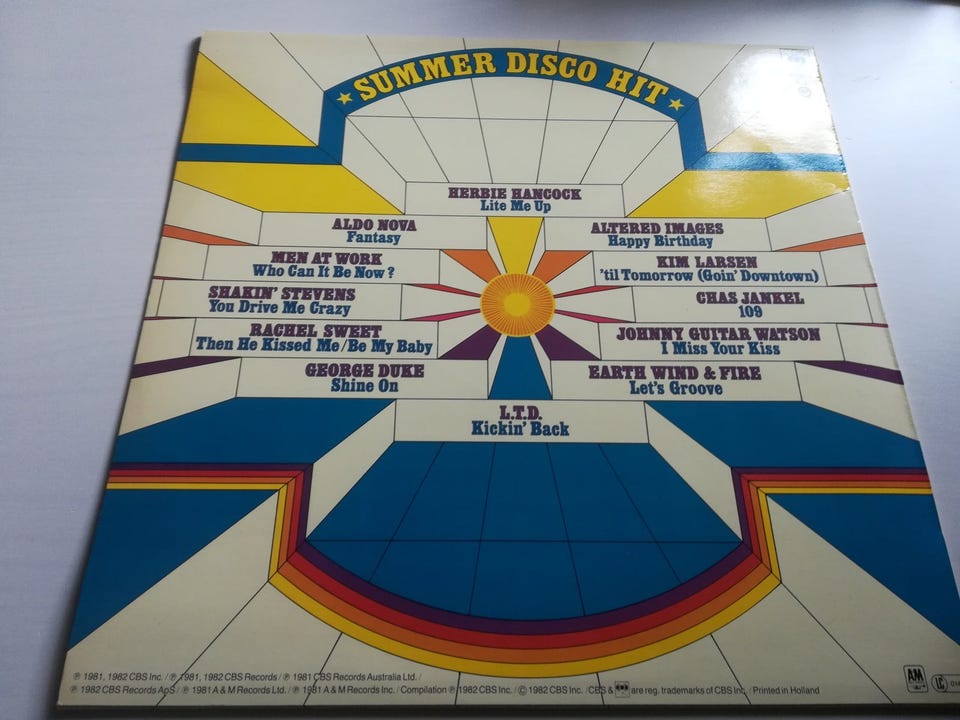 ★ SUMMER DISCO HIT ★
HERBIE HANCOCK
Lite Me Up
ALDO NOVA
Fantasy
ALTERED IMAGES
Happy Birthday
MEN AT WORK
Who Can It Be Now?
KIM LARSEN
'til Tomorrow (Goin' Downtown)
SHAKIN' STEVENS
You Drive Me Crazy
CHAS JANKEL
109
RACHEL SWEET
Then He Kissed Me/Be My Baby
JOHNNY GUITAR WATSON
I Miss Your Kiss
GEORGE DUKE
Shine On
EARTH WIND & FIRE
Let's Groove
L.T.D.
Kickin' Back
℗ 1981, 1982 CBS Inc. / ℗ 1981, 1982 CBS Records / ℗ 1981 CBS Records Australia Ltd. /
℗ 1982 CBS Records ApS / ℗ 1981 A & M Records Ltd. / ℗ 1981 A & M Records Inc. / Compilation ℗ 1982 CBS Inc. / © 1982 CBS Inc. / CBS & are reg. trademarks of CBS Inc. / Printed in Holland
AM
LC